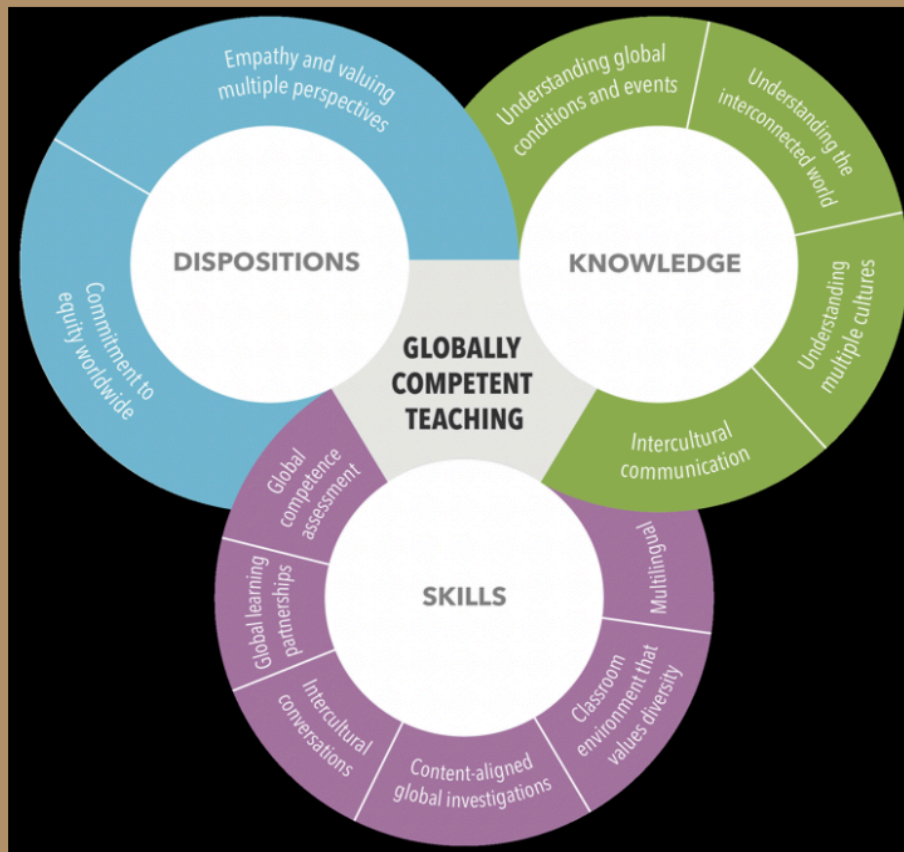 Empathy and valuing
multiple perspectives
Commitment to
equity worldwide
DISPOSITIONS
Understanding global
conditions and events
Understanding the
interconnected world
Understanding
multiple cultures
Intercultural
communication
KNOWLEDGE
GLOBALLY
COMPETENT
TEACHING
Global
competence
assessment
Global learning
partnerships
Intercultural
conversations
Content-aligned
global investigations
Classroom
environment that
values diversity
Multilingual
SKILLS